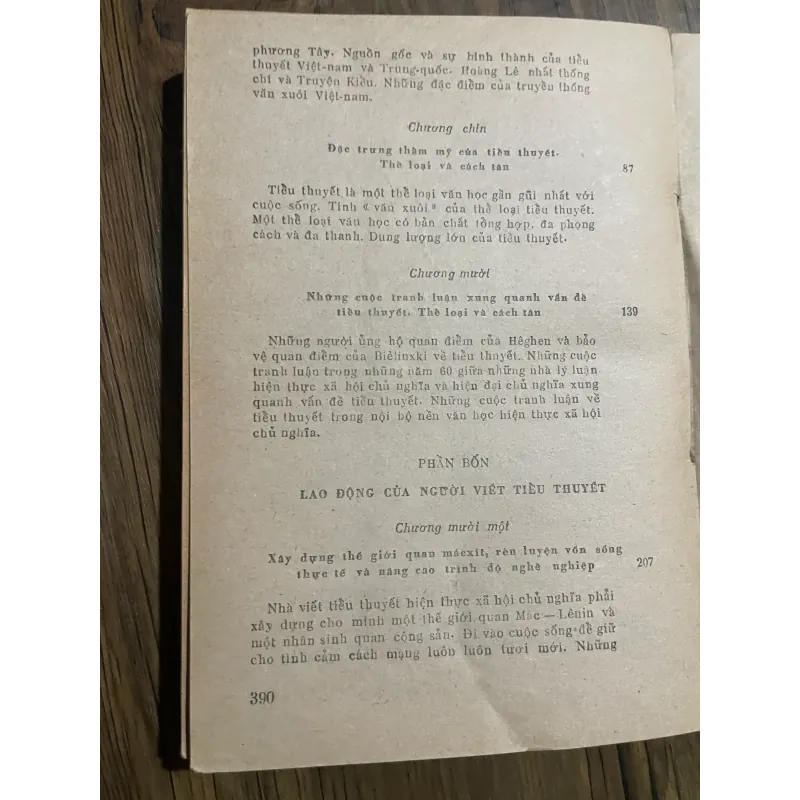 phương Tây. Nguồn gốc và sự hình thành của tiểu
thuyết Việt-nam và Trung-quốc. Hoàng Lê nhất thống
chí và Truyện Kiều. Những đặc điểm của truyền thống
văn xuôi Việt-nam.
Chương chín
Đặc trưng thẩm mỹ của tiểu thuyết.
Thể loại và cách tân 87
Tiểu thuyết là một thể loại văn học gần gũi nhất với
cuộc sống. Tính « văn xuôi » của thể loại tiểu thuyết.
Một thể loại văn học có bản chất tổng hợp, đa phong
cách và đa thanh. Dung lượng lớn của tiểu thuyết.
Chương mười
Những cuộc tranh luận xung quanh vấn đề
tiểu thuyết. Thể loại và cách tân 139
Những người ủng hộ quan điểm của Hêghen và bảo
vệ quan điểm của Biêlinxki về tiểu thuyết. Những cuộc
tranh luận trong những năm 60 giữa những nhà lý luận
hiện thực xã hội chủ nghĩa và hiện đại chủ nghĩa xung
quanh vấn đề tiểu thuyết. Những cuộc tranh luận về
tiểu thuyết trong nội bộ nền văn học hiện thực xã hội
chủ nghĩa.
PHẦN BỐN
LAO ĐỘNG CỦA NGƯỜI VIẾT TIỂU THUYẾT
Chương mười một
Xây dựng thế giới quan mácxit, rèn luyện vốn sống
thực tế và nâng cao trình độ nghề nghiệp 207
Nhà viết tiểu thuyết hiện thực xã hội chủ nghĩa phải
xây dựng cho mình một thế giới quan Mác — Lênin và
một nhân sinh quan cộng sản. Đi vào cuộc sống để giữ
cho tình cảm cách mạng luôn luôn tươi mới. Những
390